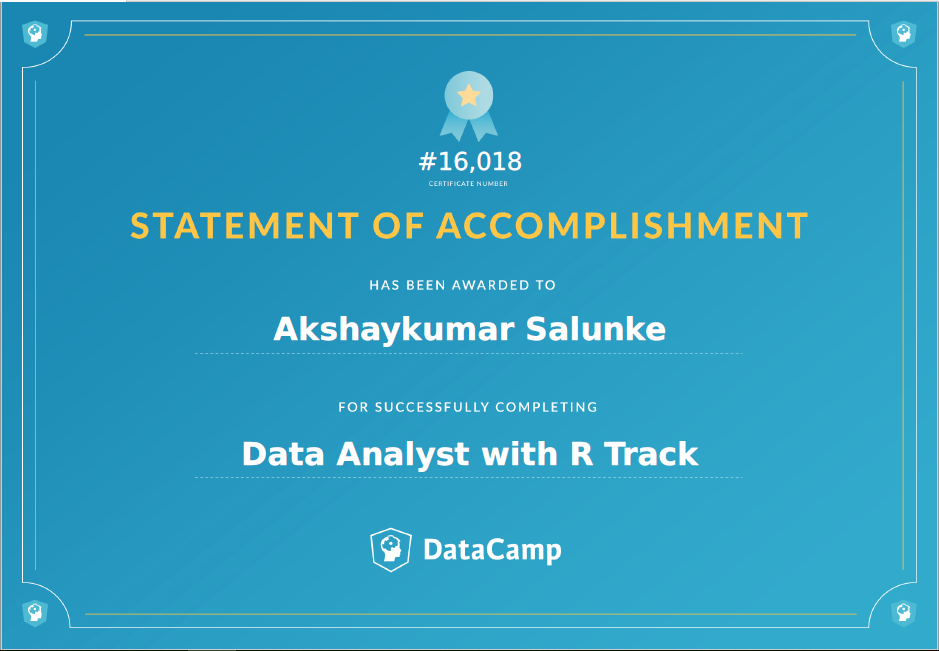 #16,018
CERTIFICATE NUMBER
STATEMENT OF ACCOMPLISHMENT
HAS BEEN AWARDED TO
Akshaykumar Salunke
FOR SUCCESSFULLY COMPLETING
Data Analyst with R Track
DataCamp